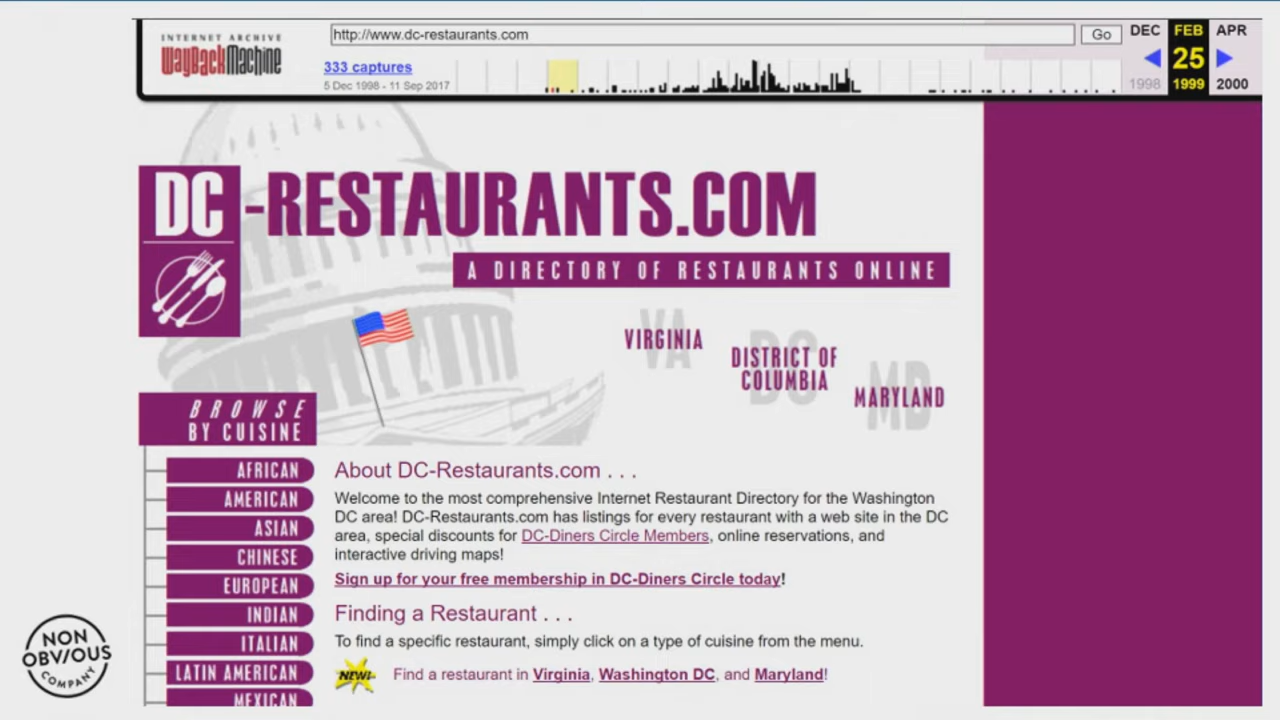 INTERNET ARCHIVE
WayBackMachine
http://www.dc-restaurants.com
Go
DEC
FEB
APR
333 captures
25
5 Dec 1998 - 11 Sep 2017
1998
1999
2000
DC-RESTAURANTS.COM
A DIRECTORY OF RESTAURANTS ONLINE
VA
VIRGINIA
DC
DISTRICT OF
COLUMBIA
MD
MARYLAND
BROWSE
BY CUISINE
AFRICAN
AMERICAN
ASIAN
CHINESE
EUROPEAN
INDIAN
ITALIAN
LATIN AMERICAN
MEXICAN
About DC-Restaurants.com . . .
Welcome to the most comprehensive Internet Restaurant Directory for the Washington
DC area! DC-Restaurants.com has listings for every restaurant with a web site in the DC
area, special discounts for DC-Diners Circle Members, online reservations, and
interactive driving maps!
Sign up for your free membership in DC-Diners Circle today!
Finding a Restaurant . . .
To find a specific restaurant, simply click on a type of cuisine from the menu.
NEW!
Find a restaurant in Virginia, Washington DC, and Maryland!
NON
OBV/OUS
COMPANY